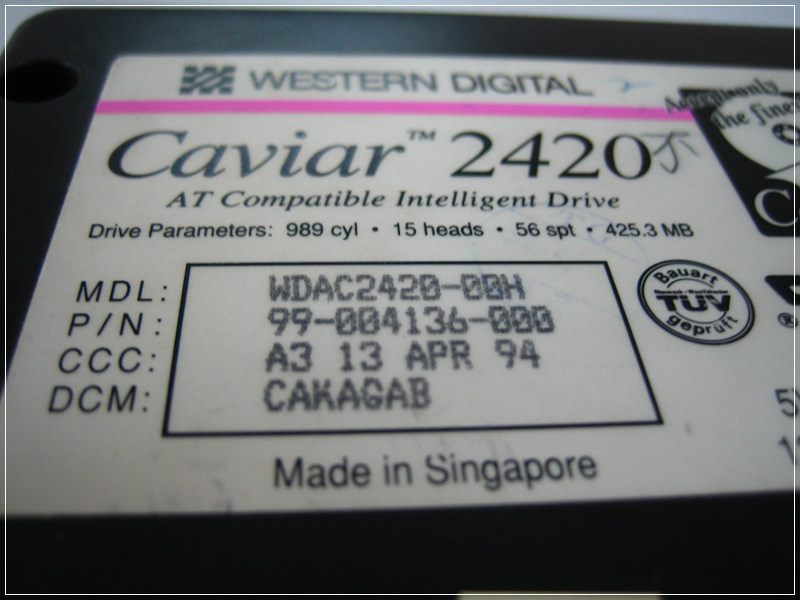 WESTERN DIGITAL
Caviar™ 2420
AT Compatible Intelligent Drive
Drive Parameters: 989 cyl • 15 heads • 56 spt • 425.3 MB
MDL: WDAC2420-00H
P/N: 99-004136-000
CCC: A3 13 APR 94
DCM: CAKAGAB
Made in Singapore
the fines
C
Bauart
TÜV
geprüft
®